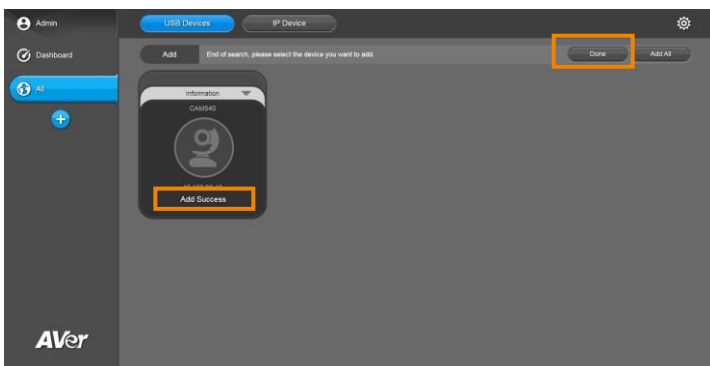 Admin
USB Devices
IP Device
Dashboard
Add
End of search, please select the device you want to add.
Done
Add All
All
Information
CAM540
Add Success
AVer